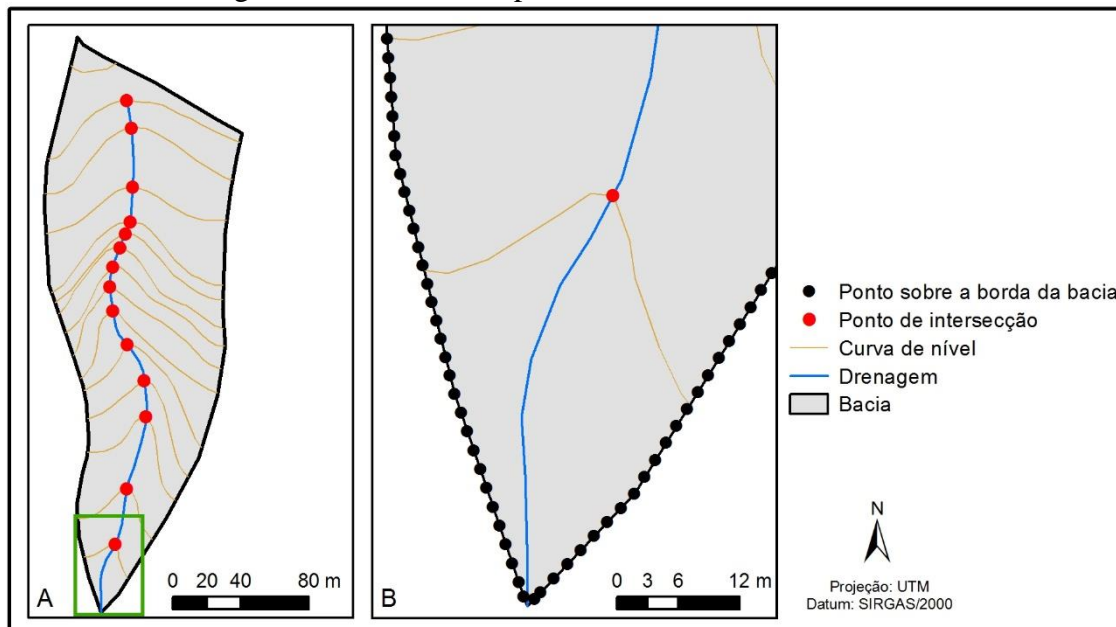 A
0 20 40 80 m
B
0 3 6 12 m
Ponto sobre a borda da bacia
Ponto de intersecção
Curva de nível
Drenagem
Bacia
N
Projeção: UTM
Datum: SIRGAS/2000